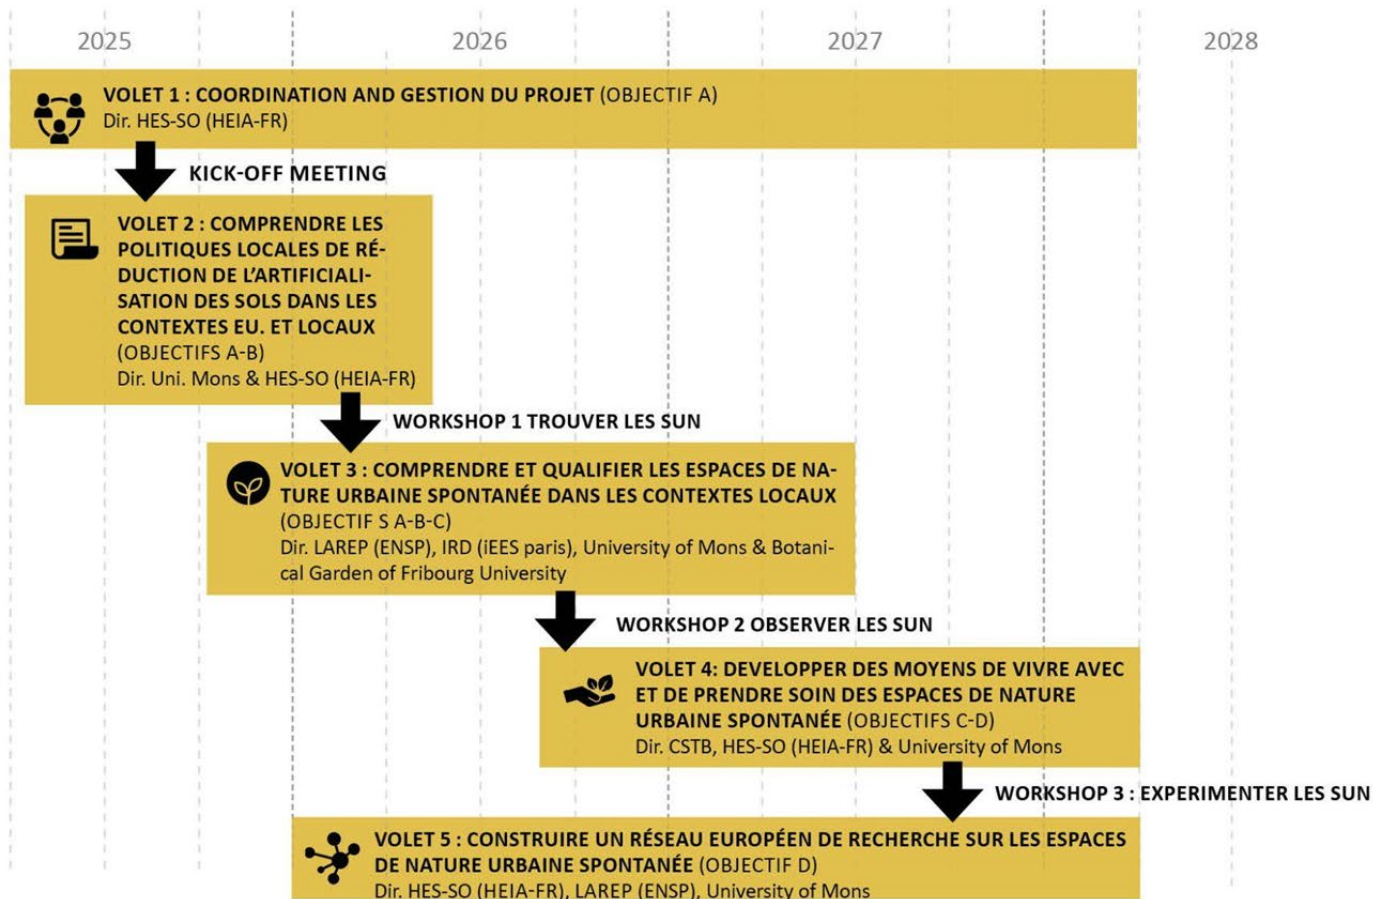 2025 2026 2027 2028
VOLET 1 : COORDINATION AND GESTION DU PROJET (OBJECTIF A)
Dir. HES-SO (HEIA-FR)
KICK-OFF MEETING
VOLET 2 : COMPRENDRE LES
POLITIQUES LOCALES DE RÉ-
DUCTION DE L’ARTIFICIALI-
SATION DES SOLS DANS LES
CONTEXTES EU. ET LOCAUX
(OBJECTIFS A-B)
Dir. Uni. Mons & HES-SO (HEIA-FR)
WORKSHOP 1 TROUVER LES SUN
VOLET 3 : COMPRENDRE ET QUALIFIER LES ESPACES DE NA-
TURE URBAINE SPONTANÉE DANS LES CONTEXTES LOCAUX
(OBJECTIF S A-B-C)
Dir. LAREP (ENSP), IRD (iEES paris), University of Mons & Botani-
cal Garden of Fribourg University
WORKSHOP 2 OBSERVER LES SUN
VOLET 4: DEVELOPPER DES MOYENS DE VIVRE AVEC
ET DE PRENDRE SOIN DES ESPACES DE NATURE
URBAINE SPONTANÉE (OBJECTIFS C-D)
Dir. CSTB, HES-SO (HEIA-FR) & University of Mons
WORKSHOP 3 : EXPERIMENTER LES SUN
VOLET 5 : CONSTRUIRE UN RÉSEAU EUROPÉEN DE RECHERCHE SUR LES ESPACES
DE NATURE URBAINE SPONTANÉE (OBJECTIF D)
Dir. HES-SO (HEIA-FR), LAREP (ENSP), University of Mons